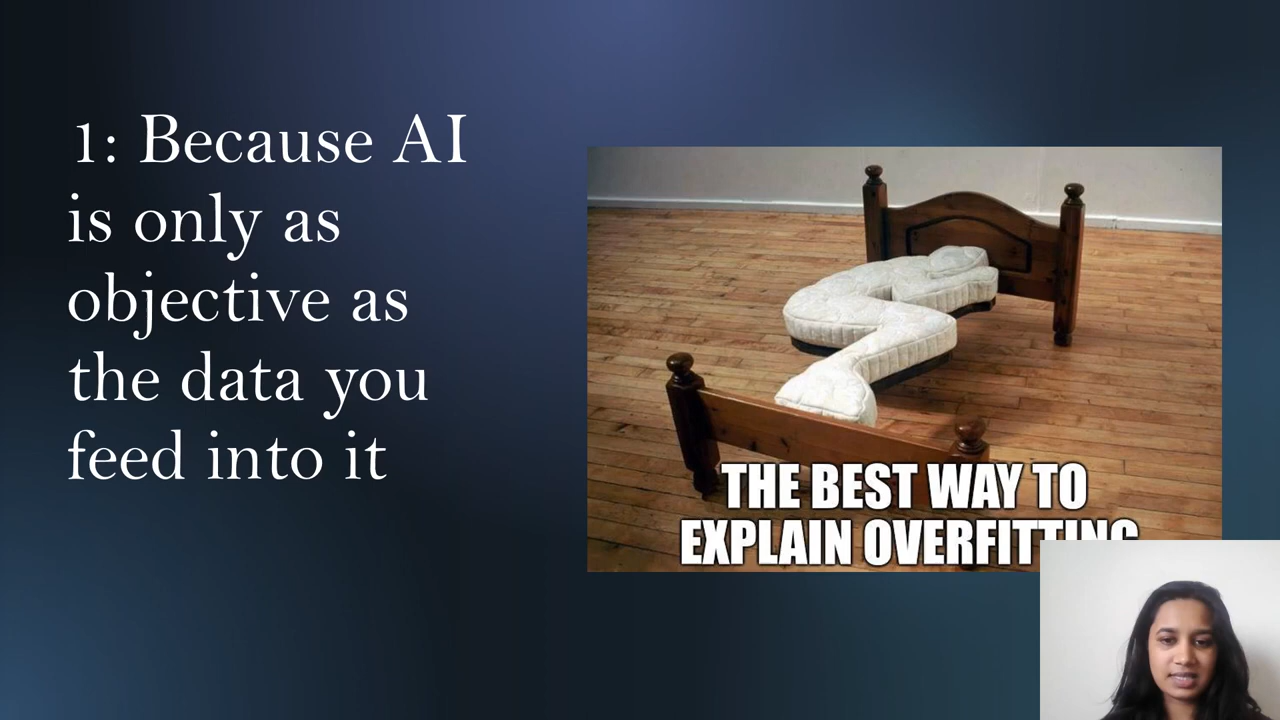 1: Because AI
is only as
objective as
the data you
feed into it
THE BEST WAY TO
EXPLAIN OVERFITTING